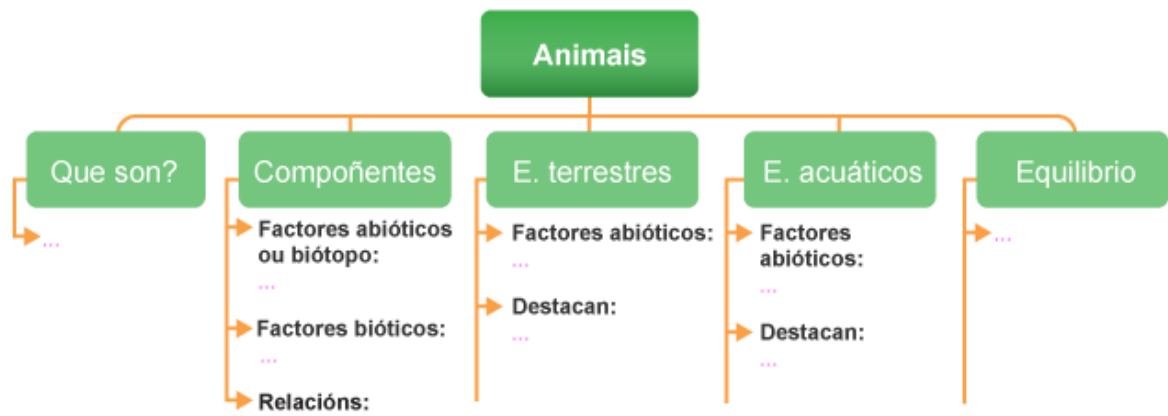 Animais
Que son?
...
Compoñentes
Factores abióticos
ou biótopo:
...
Factores bióticos:
...
Relacións:
E. terrestres
Factores abióticos:
...
Destacan:
...
E. acuáticos
Factores
abióticos:
...
Destacan:
...
Equilibrio
...